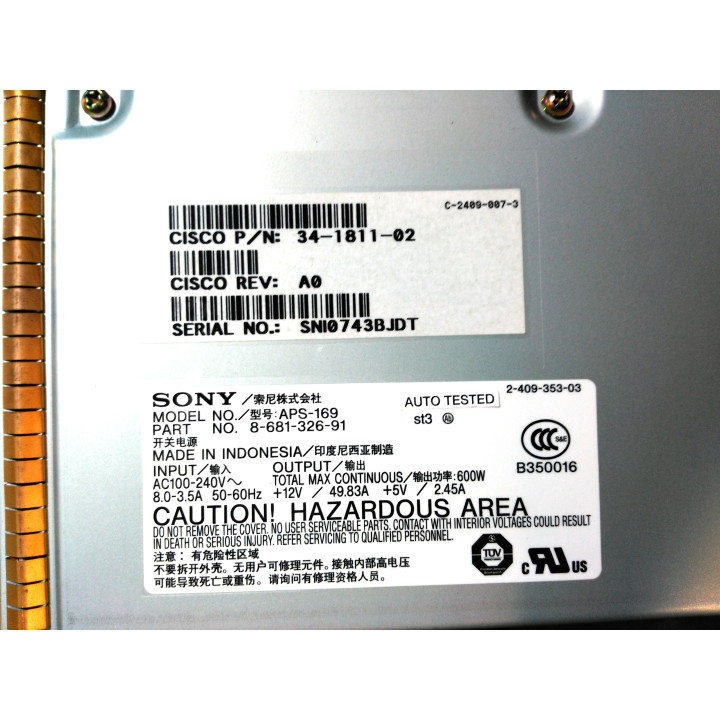 C-2409-007-3
CISCO P/N: 34-1811-02
CISCO REV: A0
SERIAL NO.: SNI0743BJDT
2-409-353-03
SONY/索尼株式会社
AUTO TESTED
MODEL NO./型号:APS-169
st3
PART NO. 8-681-326-91
开关电源
MADE IN INDONESIA/印度尼西亚制造
S&E
B350016
INPUT/输入 OUTPUT/输出
AC100-240V～ TOTAL MAX CONTINUOUS/输出功率:600W
8.0-3.5A 50-60Hz +12V / 49.83A +5V / 2.45A
CAUTION! HAZARDOUS AREA
DO NOT REMOVE THE COVER. NO USER SERVICEABLE PARTS. CONTACT WITH INTERIOR VOLTAGES COULD RESULT
IN DEATH OR SERIOUS INJURY. REFER SERVICING TO QUALIFIED PERSONNEL.
注意：有危险性区域
不要拆开外壳。无用户可修理元件。接触内部高电压
可能导致死亡或重伤。请询问有修理资格人员。
TÜV
c RU US